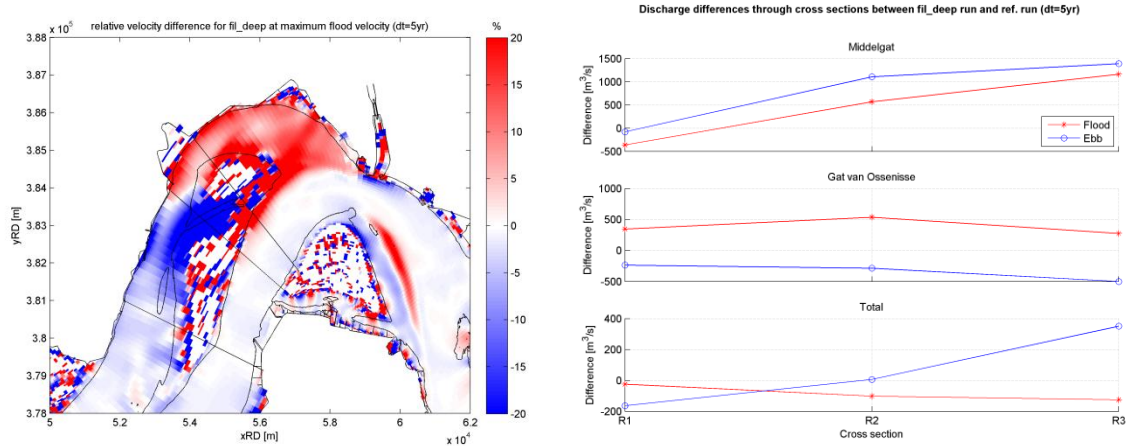 relative velocity difference for fil_deep at maximum flood velocity (dt=5yr)
x 10^5
%
3.88
3.87
3.86
3.85
3.84
3.83
3.82
3.81
3.8
3.79
3.78
yRD [m]
5
5.2
5.4
5.6
5.8
6
6.2
xRD [m]
x 10^4
20
15
10
5
0
-5
-10
-15
-20
Discharge differences through cross sections between fil_deep run and ref. run (dt=5yr)
Middelgat
Difference [m^3/s]
1500
1000
500
0
-500
Flood
Ebb
Gat van Ossenisse
Difference [m^3/s]
1000
500
0
-500
Total
Difference [m^3/s]
400
200
0
-200
R1
R2
R3
Cross section